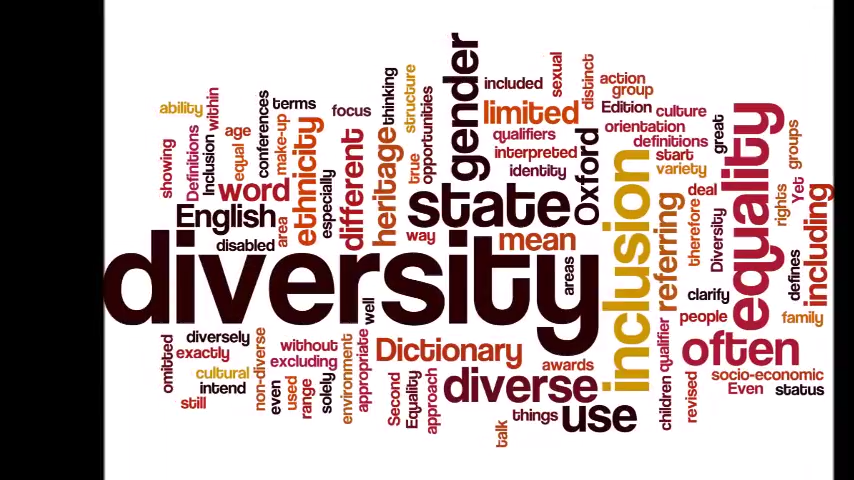 gender
included
sexual
distinct
action
group
ability
within
conferences
terms
focus
thinking
structure
opportunities
limited
Edition
culture
qualifiers
orientation
definitions
great
equality
groups
showing
Definitions
Inclusion
age
equal
make-up
ethnicity
different
heritage
true
interpreted
identity
Oxford
start
variety
word
especially
state
inclusion
referring
therefore
deal
Diversity
rights
Yet
including
English
disabled
area
way
mean
diversity
areas
defines
clarify
well
people
family
omitted
diversely
exactly
cultural
intend
still
non-diverse
without
excluding
even
used
range
solely
environment
appropriate
Dictionary
Second
Equality
approach
awards
diverse
things
talk
use
children
qualifier
often
revised
socio-economic
Even
status